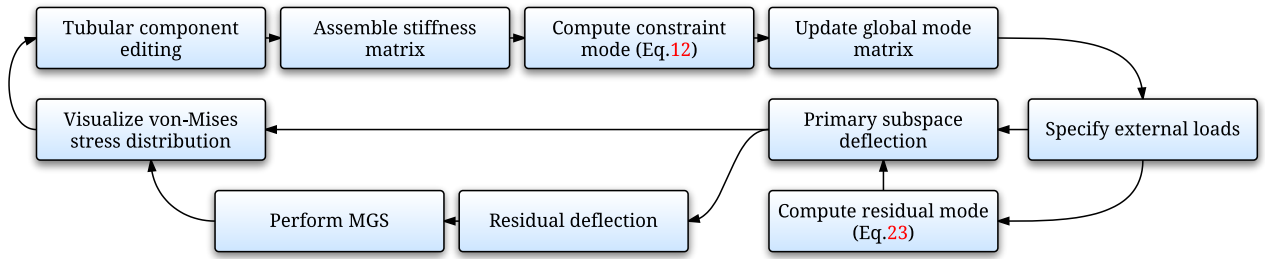 Tubular component
editing
Assemble stiffness
matrix
Compute constraint
mode (Eq.12)
Update global mode
matrix
Visualize von-Mises
stress distribution
Primary subspace
deflection
Specify external loads
Perform MGS
Residual deflection
Compute residual mode
(Eq.23)